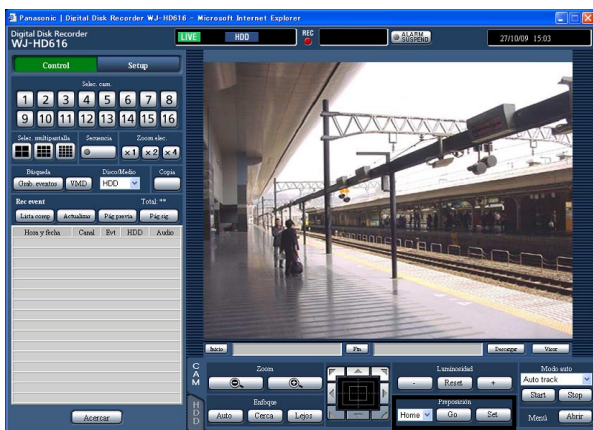 Panasonic | Digital Disk Recorder WJ-HD616 - Microsoft Internet Explorer
Digital Disk Recorder
WJ-HD616
LIVE HDD REC ALARM SUSPEND 27/10/09 15:03
Control Setup
Selec. cam.
1 2 3 4 5 6 7 8
9 10 11 12 13 14 15 16
Selec. multipantalla Secuencia Zoom elec.
x1 x2 x4
Búsqueda Disco/Medio Copia
Grab. eventos VMD HDD
Rec event Total: **
Lista comp Actualizar Pág previa Pág sig.
Hora y fecha Canal Evt HDD Audio
Acercar
Inicio Fin Descargar Visor
CAM
HDD
Zoom Luminosidad Modo auto
- Reset + Auto track
Enfoque Preposición Start Stop
Auto Cerca Lejos Home Go Set Menú Abrir